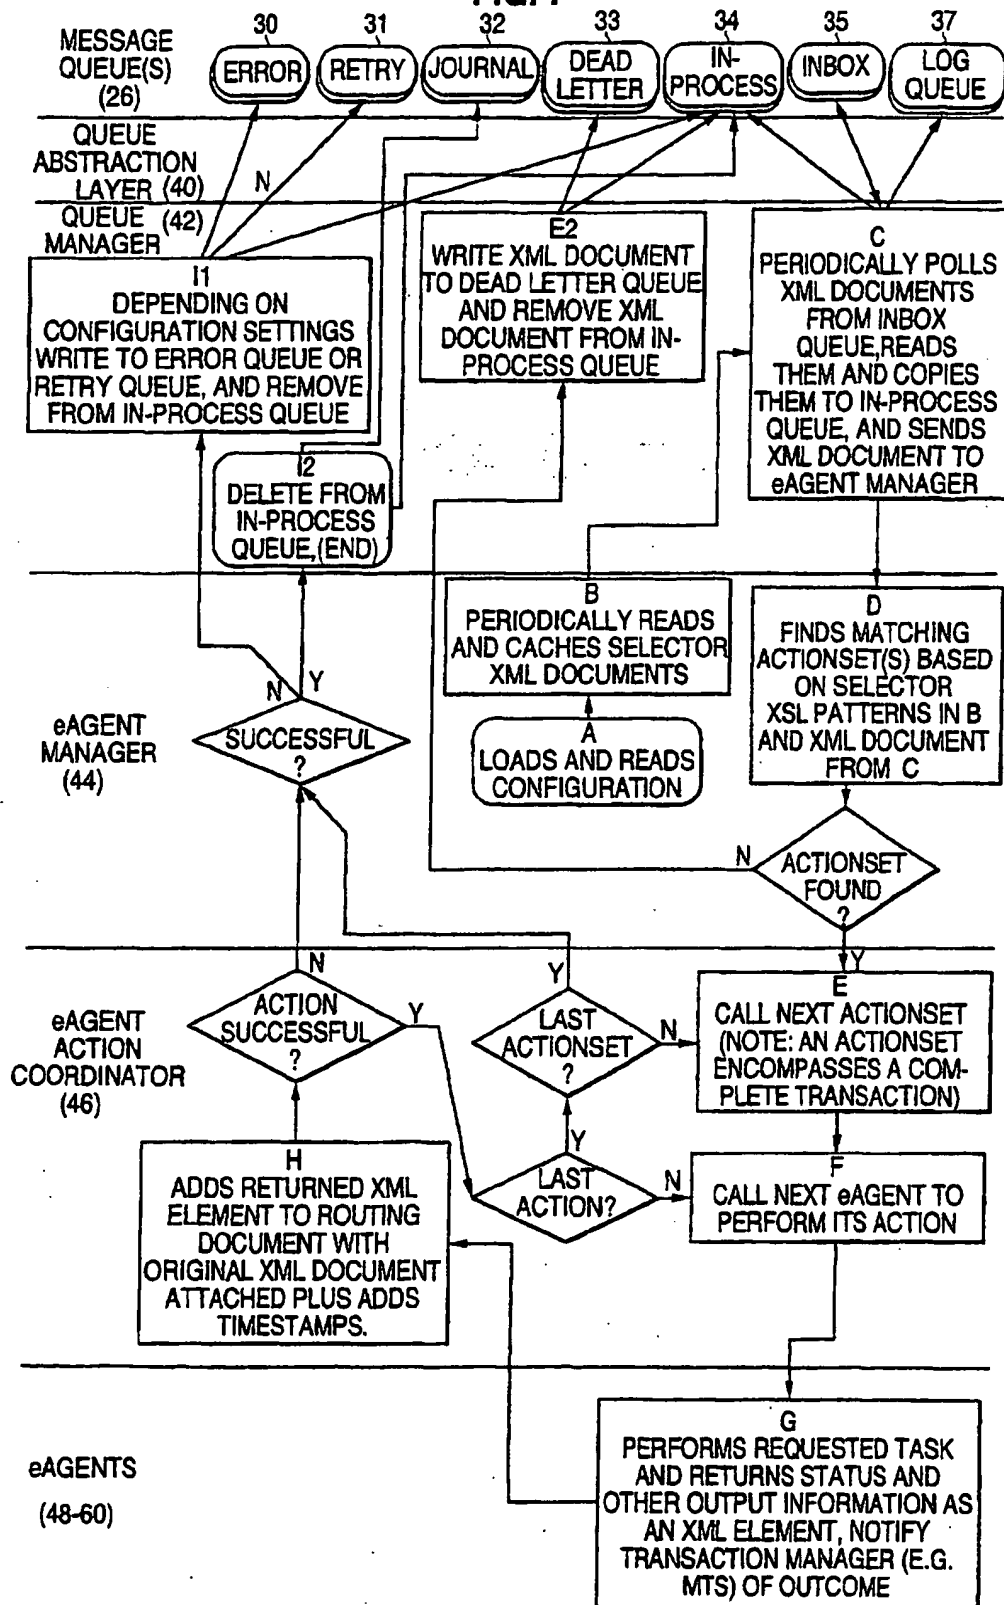 30
31
32
33
34
35
37
MESSAGE
QUEUE(S)
(26)
ERROR
RETRY
JOURNAL
DEAD
LETTER
IN-
PROCESS
INBOX
LOG
QUEUE
QUEUE
ABSTRACTION
LAYER (40)
N
QUEUE (42)
MANAGER
I1
DEPENDING ON
CONFIGURATION SETTINGS
WRITE TO ERROR QUEUE OR
RETRY QUEUE, AND REMOVE
FROM IN-PROCESS QUEUE
E2
WRITE XML DOCUMENT
TO DEAD LETTER QUEUE
AND REMOVE XML
DOCUMENT FROM IN-
PROCESS QUEUE
C
PERIODICALLY POLLS
XML DOCUMENTS
FROM INBOX
QUEUE,READS
THEM AND COPIES
THEM TO IN-PROCESS
QUEUE, AND SENDS
XML DOCUMENT TO
eAGENT MANAGER
I2
DELETE FROM
IN-PROCESS
QUEUE,(END)
eAGENT
MANAGER
(44)
N
Y
SUCCESSFUL
?
B
PERIODICALLY READS
AND CACHES SELECTOR
XML DOCUMENTS
A
LOADS AND READS
CONFIGURATION
D
FINDS MATCHING
ACTIONSET(S) BASED
ON SELECTOR
XSL PATTERNS IN B
AND XML DOCUMENT
FROM C
N
ACTIONSET
FOUND
?
Y
eAGENT
ACTION
COORDINATOR
(46)
N
ACTION
SUCCESSFUL
?
Y
Y
LAST
ACTIONSET
?
N
E
CALL NEXT ACTIONSET
(NOTE: AN ACTIONSET
ENCOMPASSES A COM-
PLETE TRANSACTION)
Y
LAST
ACTION?
N
F
CALL NEXT eAGENT TO
PERFORM ITS ACTION
H
ADDS RETURNED XML
ELEMENT TO ROUTING
DOCUMENT WITH
ORIGINAL XML DOCUMENT
ATTACHED PLUS ADDS
TIMESTAMPS.
eAGENTS
(48-60)
G
PERFORMS REQUESTED TASK
AND RETURNS STATUS AND
OTHER OUTPUT INFORMATION AS
AN XML ELEMENT, NOTIFY
TRANSACTION MANAGER (E.G.
MTS) OF OUTCOME